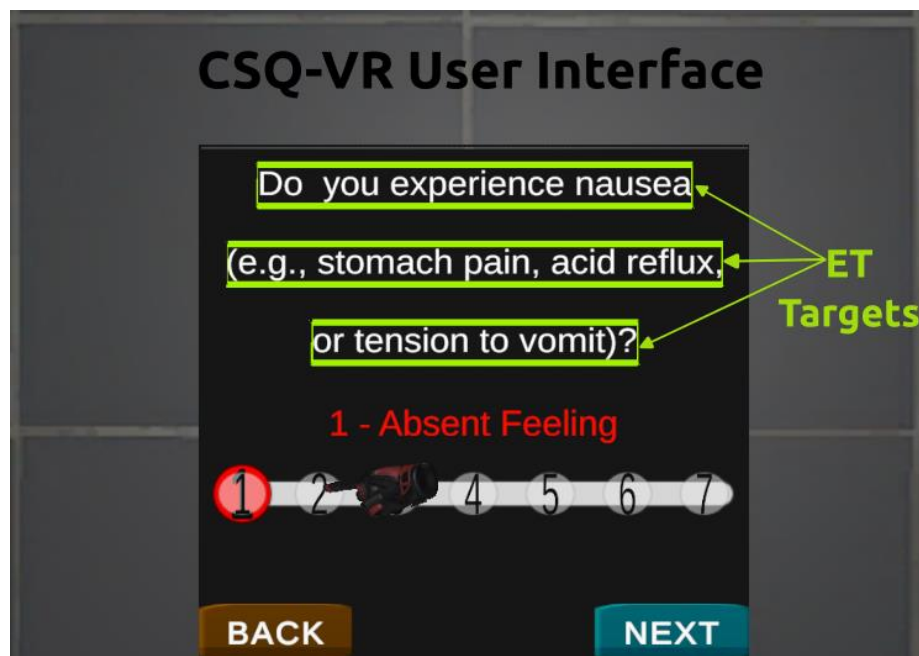 CSQ-VR User Interface
Do you experience nausea
(e.g., stomach pain, acid reflux,
or tension to vomit)?
ET
Targets
1 - Absent Feeling
1 2 4 5 6 7
BACK NEXT